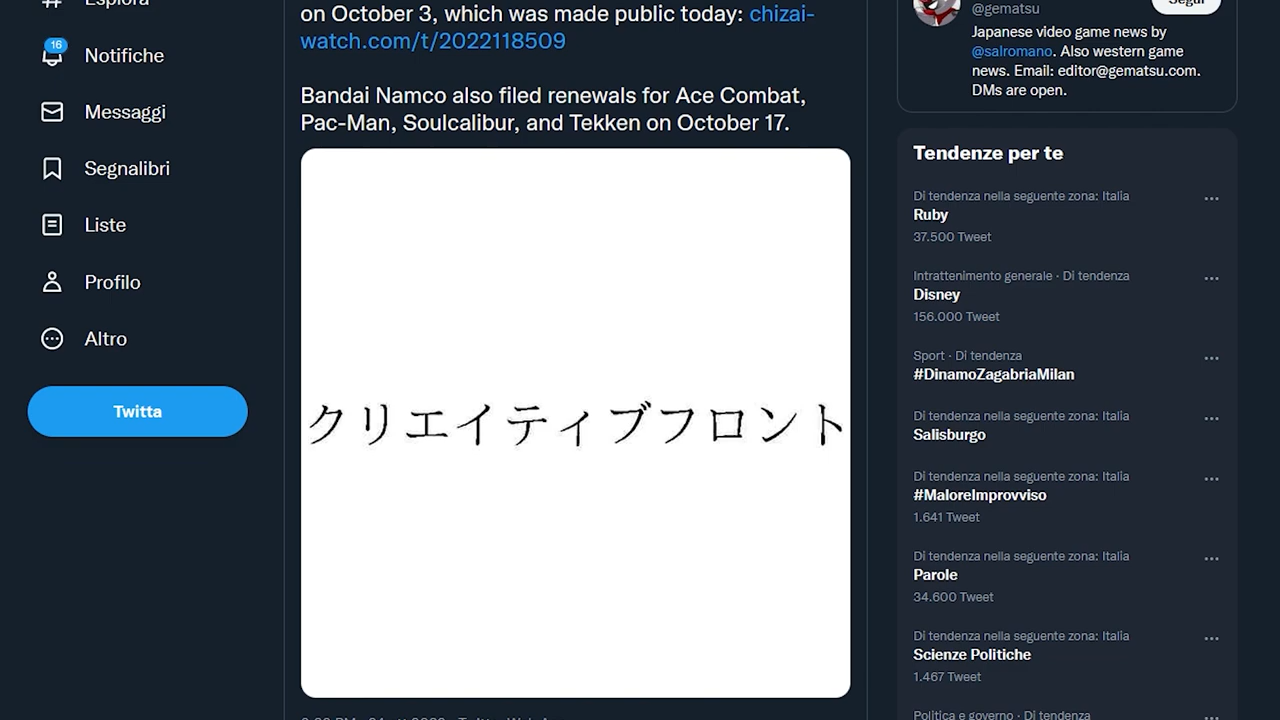 Esplora
16
Notifiche
Messaggi
Segnalibri
Liste
Profilo
Altro
Twitta
on October 3, which was made public today: chizai-
watch.com/t/2022118509
Bandai Namco also filed renewals for Ace Combat,
Pac-Man, Soulcalibur, and Tekken on October 17.
クリエイティブフロント
@gematsu
Segui
Japanese video game news by
@salromano. Also western game
news. Email: editor@gematsu.com.
DMs are open.
Tendenze per te
Di tendenza nella seguente zona: Italia
Ruby
37.500 Tweet
Intrattenimento generale · Di tendenza
Disney
156.000 Tweet
Sport · Di tendenza
#DinamoZagabriaMilan
Di tendenza nella seguente zona: Italia
Salisburgo
Di tendenza nella seguente zona: Italia
#MaloreImprovviso
1.641 Tweet
Di tendenza nella seguente zona: Italia
Parole
34.600 Tweet
Di tendenza nella seguente zona: Italia
Scienze Politiche
1.467 Tweet
Politica e governo · Di tendenza